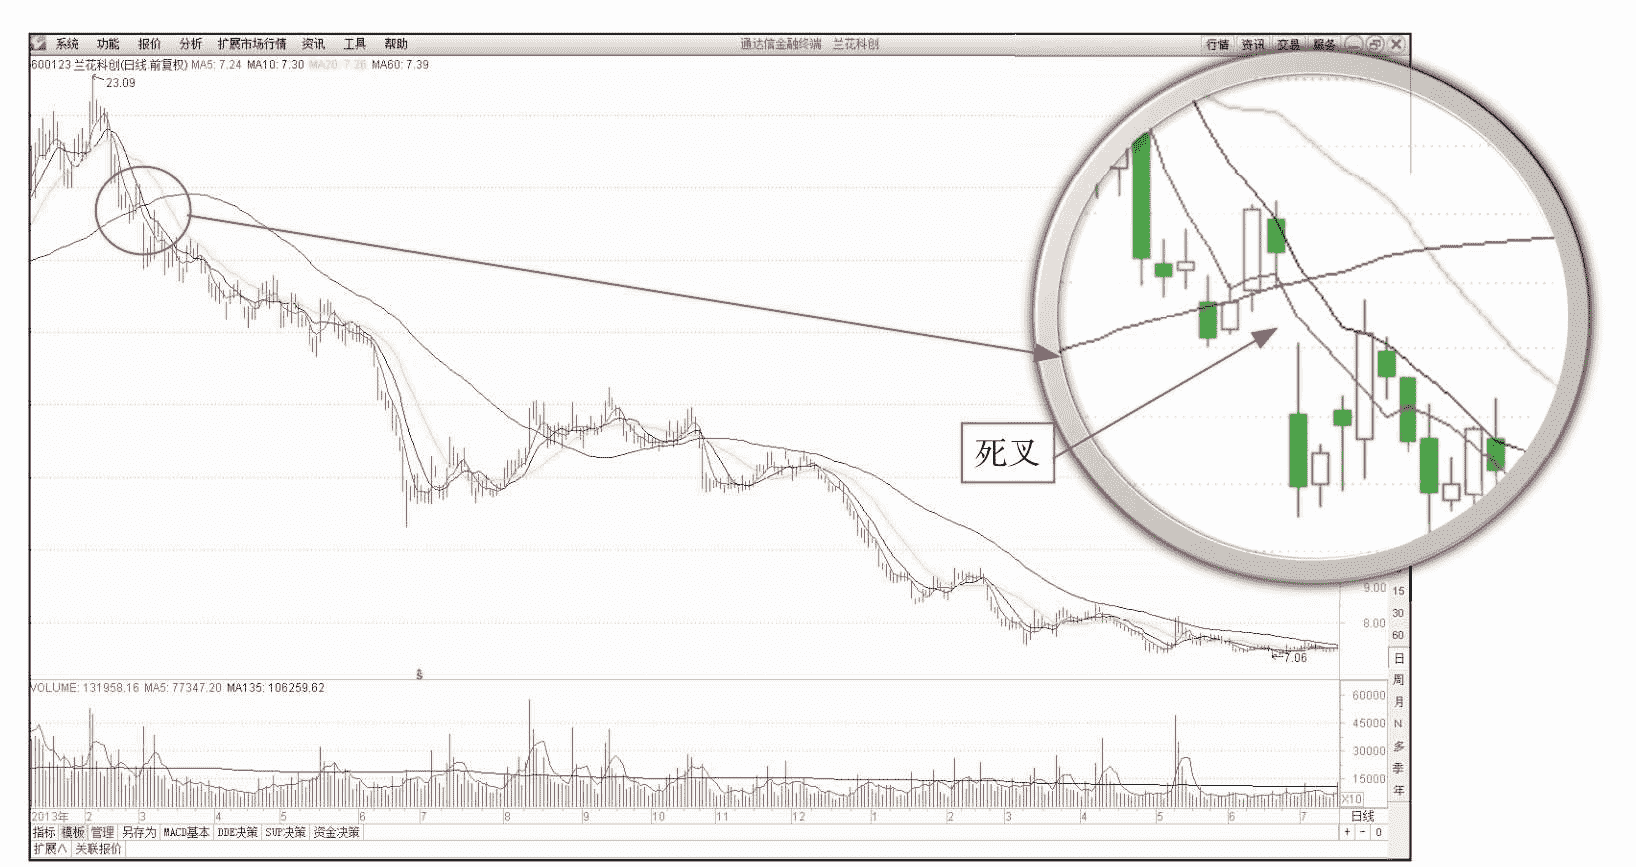 系统 功能 报价 分析 扩展市场行情 资讯 工具 帮助 通达信金融终端 兰花科创 行情 资讯 交易 服务
600123 兰花科创(日线.前复权) MA5: 7.24 MA10: 7.30 MA20: 7.26 MA60: 7.39
23.09
死叉
9.00 15
30
8.00
60
日
7.06
周
VOLUME: 131958.16 MA5: 77347.20 MA135: 106259.62
60000
月
45000 N
多
30000
季
15000
年
X10
2013年 2 3 4 5 6 7 8 9 10 11 12 1 2 3 4 5 6 7 日线
指标 模板 管理 另存为 MACD基本 DDE决策 SUP决策 资金决策 + - 0
扩展∧ 关联报价